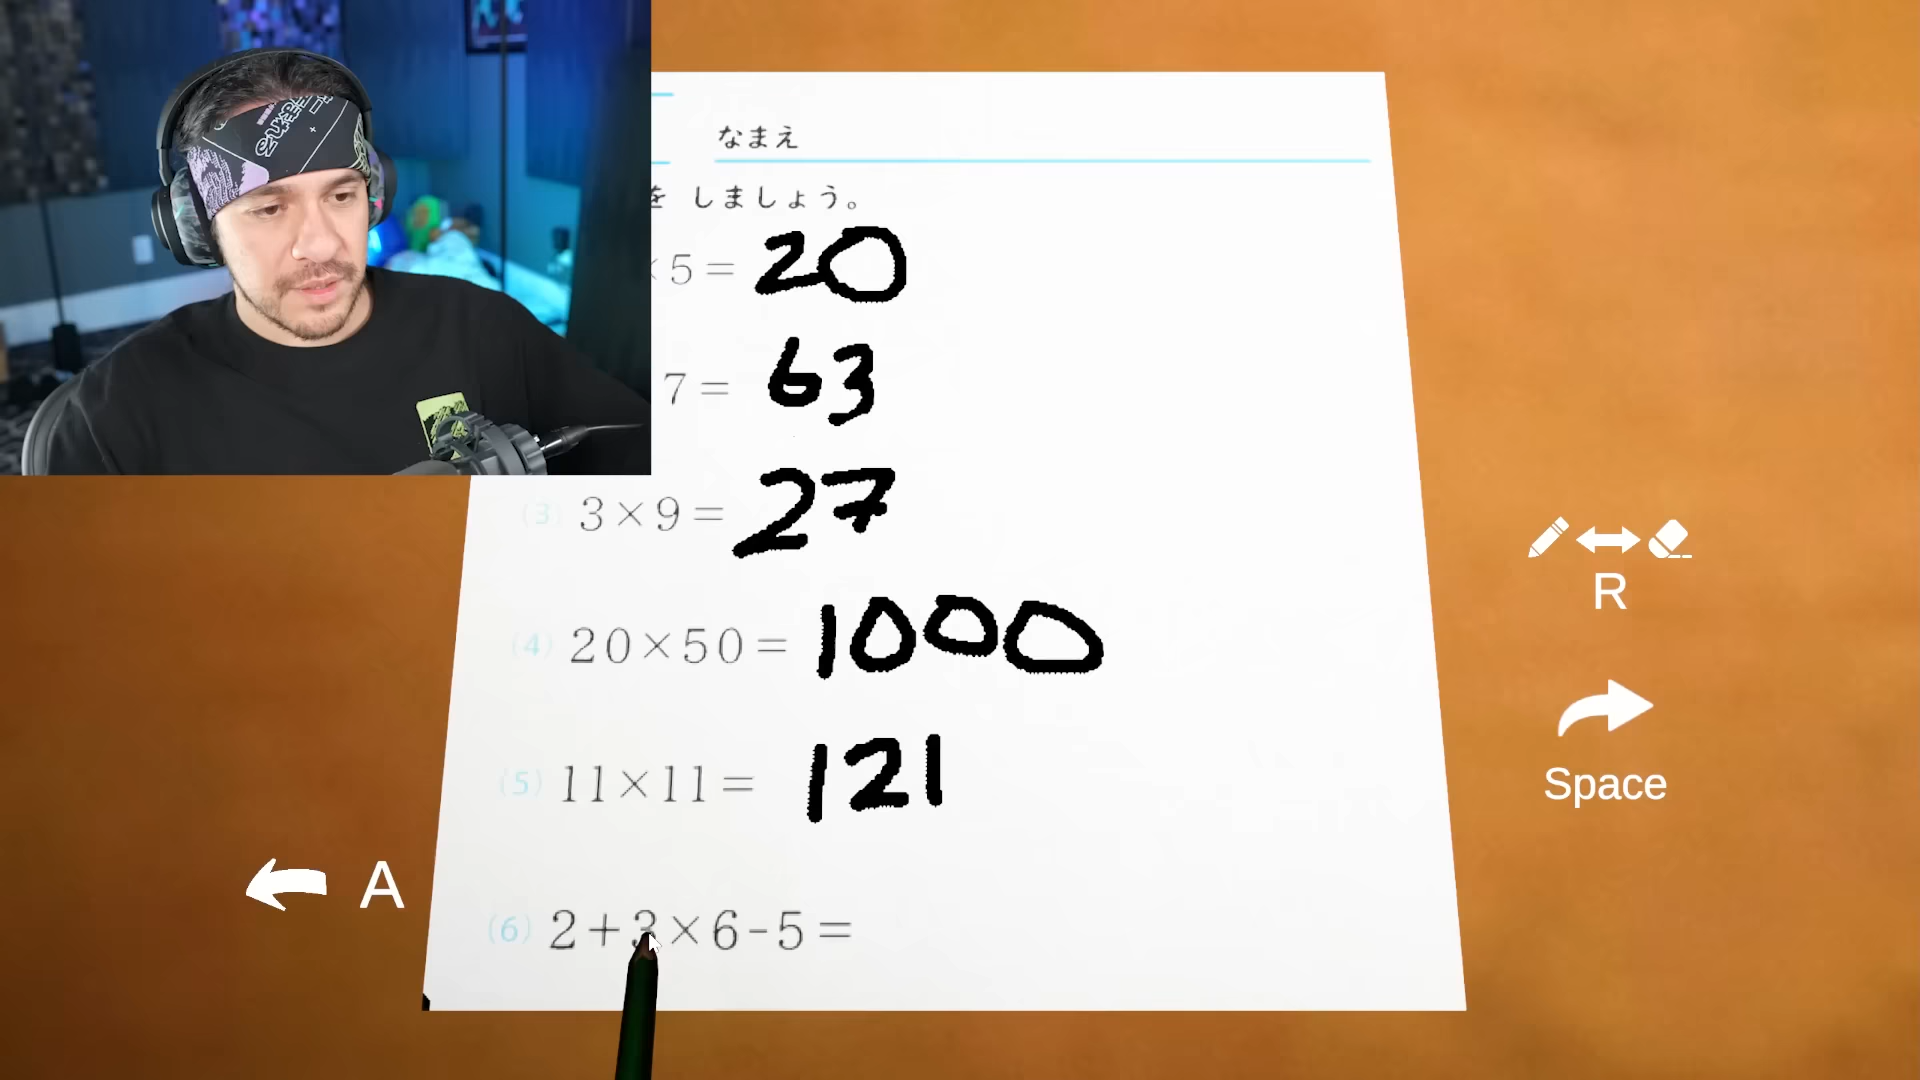 なまえ
を しましょう。
×5= 20
7= 63
(3) 3×9= 27
(4) 20×50= 1000
(5) 11×11= 121
(6) 2+3×6-5=
R
Space
A